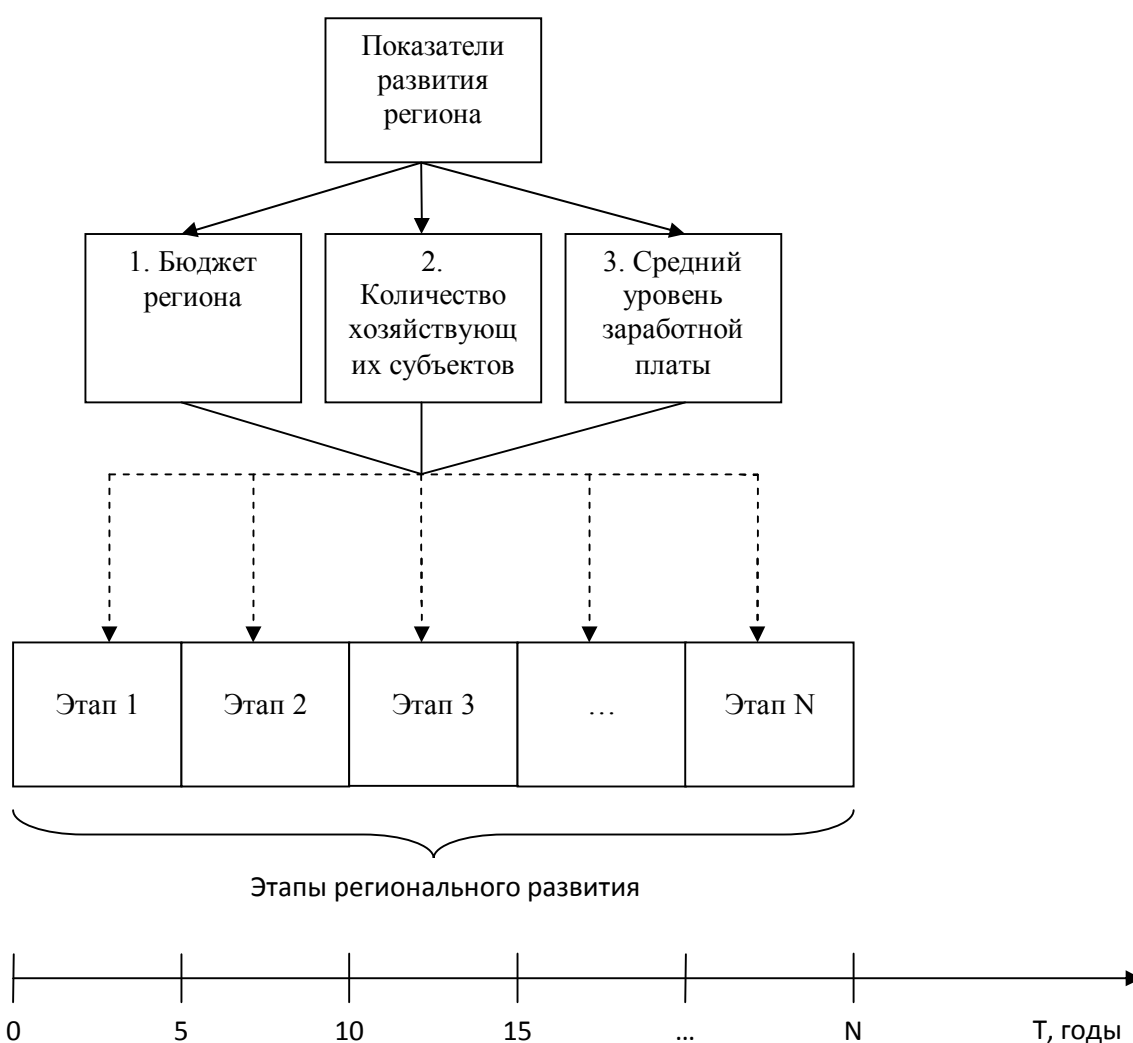 Показатели
развития
региона
1. Бюджет
региона
2.
Количество
хозяйствующ
их субъектов
3. Средний
уровень
заработной
платы
Этап 1
Этап 2
Этап 3
…
Этап N
Этапы регионального развития
0
5
10
15
...
N
Т, годы